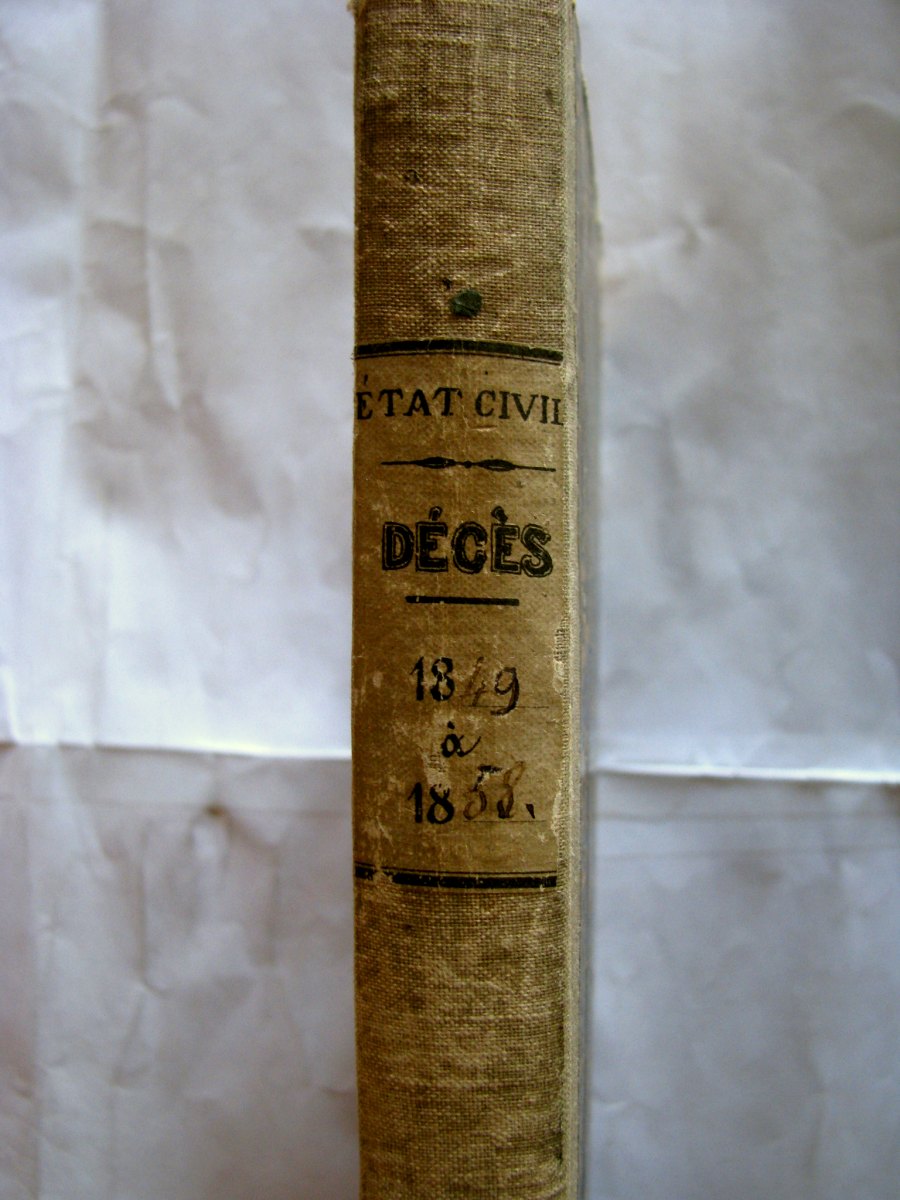 ÉTAT CIVIL
DÉCÈS
1849
à
1858.